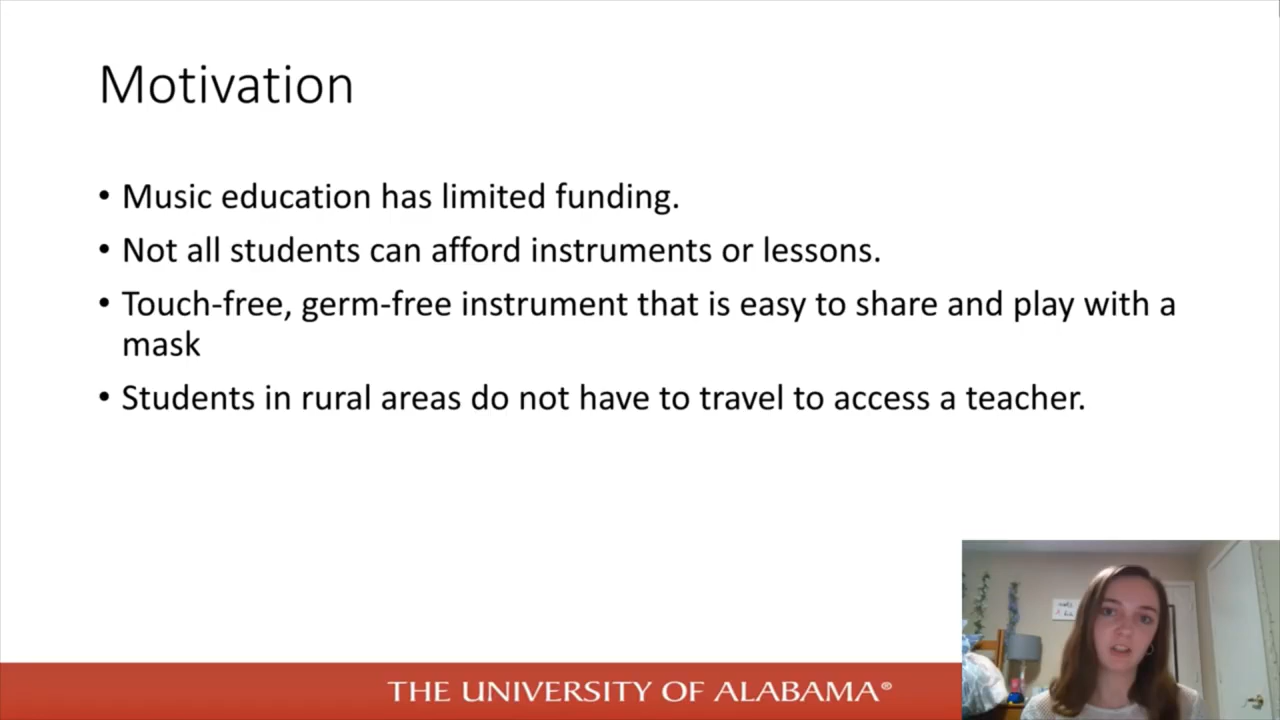 Motivation
• Music education has limited funding.
• Not all students can afford instruments or lessons.
• Touch-free, germ-free instrument that is easy to share and play with a
mask
• Students in rural areas do not have to travel to access a teacher.
THE UNIVERSITY OF ALABAMA®